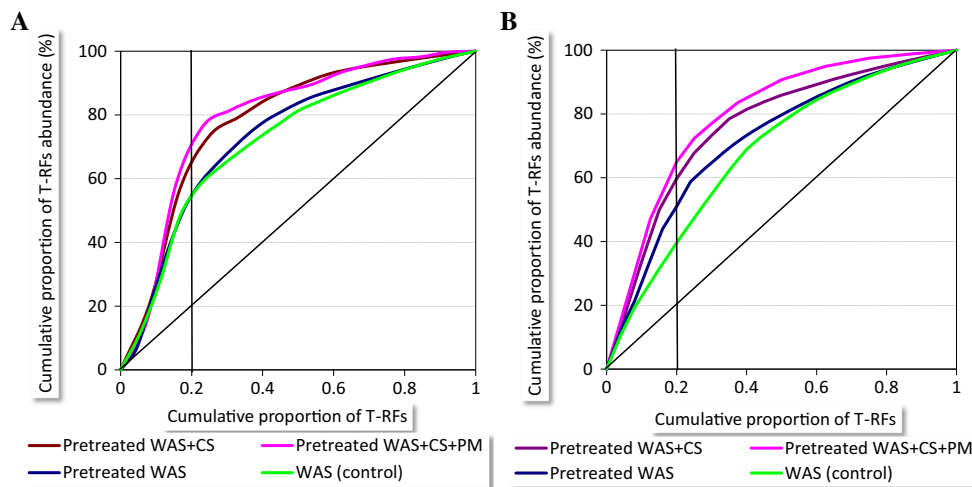 A
Cumulative proportion of T-RFs abundance (%)
100
80
60
40
20
0
0
0.2
0.4
0.6
0.8
1
Cumulative proportion of T-RFs
Pretreated WAS+CS
Pretreated WAS+CS+PM
Pretreated WAS
WAS (control)
B
Cumulative proportion of T-RFs abundance (%)
100
80
60
40
20
0
0
0.2
0.4
0.6
0.8
1
Cumulative proportion of T-RFs
Pretreated WAS+CS
Pretreated WAS+CS+PM
Pretreated WAS
WAS (control)